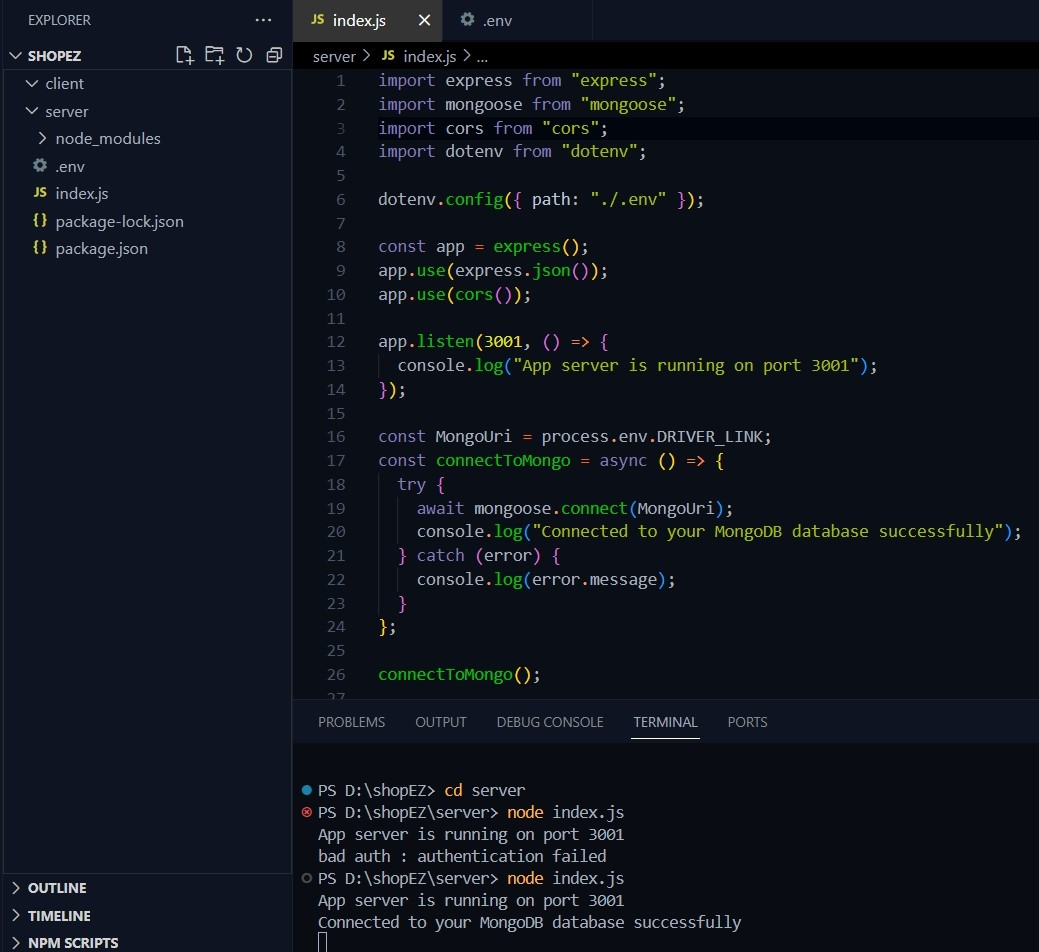 EXPLORER
...
SHOPEZ
client
server
node_modules
.env
JS index.js
{} package-lock.json
{} package.json
OUTLINE
TIMELINE
NPM SCRIPTS
JS index.js
.env
server > JS index.js > ...
1 import express from "express";
2 import mongoose from "mongoose";
3 import cors from "cors";
4 import dotenv from "dotenv";
5
6 dotenv.config({ path: "./.env" });
7
8 const app = express();
9 app.use(express.json());
10 app.use(cors());
11
12 app.listen(3001, () => {
13 console.log("App server is running on port 3001");
14 });
15
16 const MongoUri = process.env.DRIVER_LINK;
17 const connectToMongo = async () => {
18 try {
19 await mongoose.connect(MongoUri);
20 console.log("Connected to your MongoDB database successfully");
21 } catch (error) {
22 console.log(error.message);
23 }
24 };
25
26 connectToMongo();
27
PROBLEMS OUTPUT DEBUG CONSOLE TERMINAL PORTS
PS D:\shopEZ> cd server
PS D:\shopEZ\server> node index.js
App server is running on port 3001
bad auth : authentication failed
PS D:\shopEZ\server> node index.js
App server is running on port 3001
Connected to your MongoDB database successfully